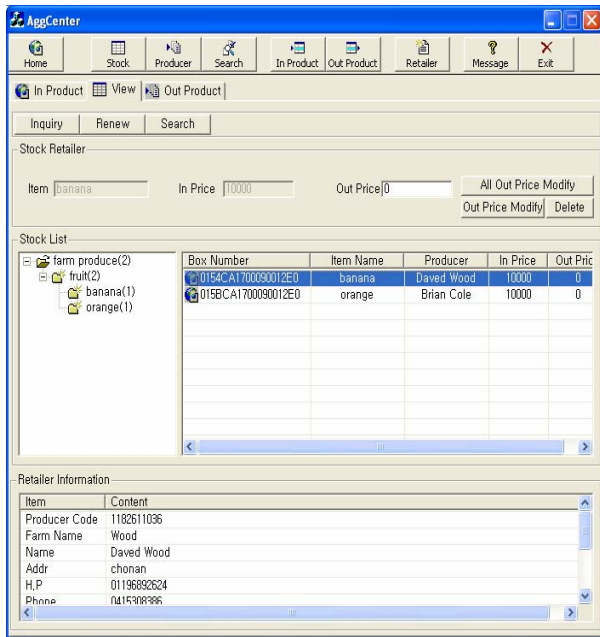 AggCenter
Home Stock Producer Search In Product Out Product Retailer Message Exit
In Product View Out Product
Inquiry Renew Search
Stock Retailer
Item banana In Price 10000 Out Price 0 All Out Price Modify
Out Price Modify Delete
Stock List
farm produce(2)
fruit(2)
banana(1)
orange(1)
Box Number Item Name Producer In Price Out Pric
0154CA1700090012E0 banana Daved Wood 10000 0
015BCA1700090012E0 orange Brian Cole 10000 0
Retailer Information
Item Content
Producer Code 1182611036
Farm Name Wood
Name Daved Wood
Addr chonan
H,P 01196892624
Phone 0415308386